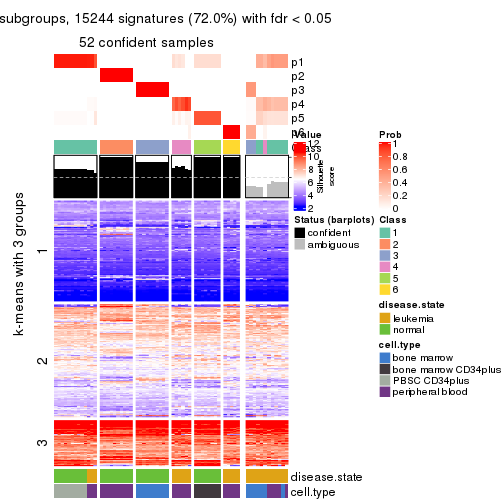 subgroups, 15244 signatures (72.0%) with fdr < 0.05
52 confident samples
p1
p2
p3
p4
p5
p6
Class
Value
12
10
8
6
4
2
Silhouette
score
Prob
1
0.8
0.6
0.4
0.2
0
Status (barplots)
confident
ambiguous
Class
1
2
3
4
5
6
disease.state
leukemia
normal
cell.type
bone marrow
bone marrow CD34plus
PBSC CD34plus
peripheral blood
k-means with 3 groups
1
2
3
disease.state
cell.type